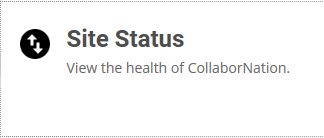 Site Status
View the health of CollaborNation.